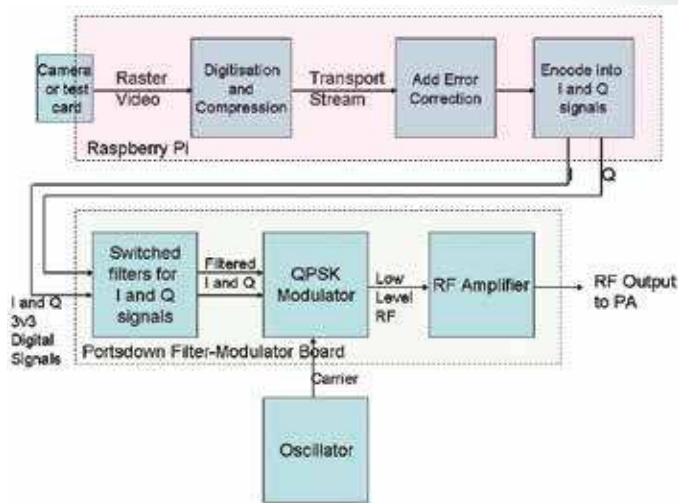 Camera
or test
card
Raster
Video
Digitisation
and
Compression
Transport
Stream
Add Error
Correction
Encode into
I and Q
signals
Raspberry Pi
I
Q
Switched
filters for
I and Q
signals
Filtered
I and Q
QPSK
Modulator
Low
Level
RF
RF Amplifier
RF Output
to PA
I and Q
3v3
Digital
Signals
Portsdown Filter-Modulator Board
Carrier
Oscillator